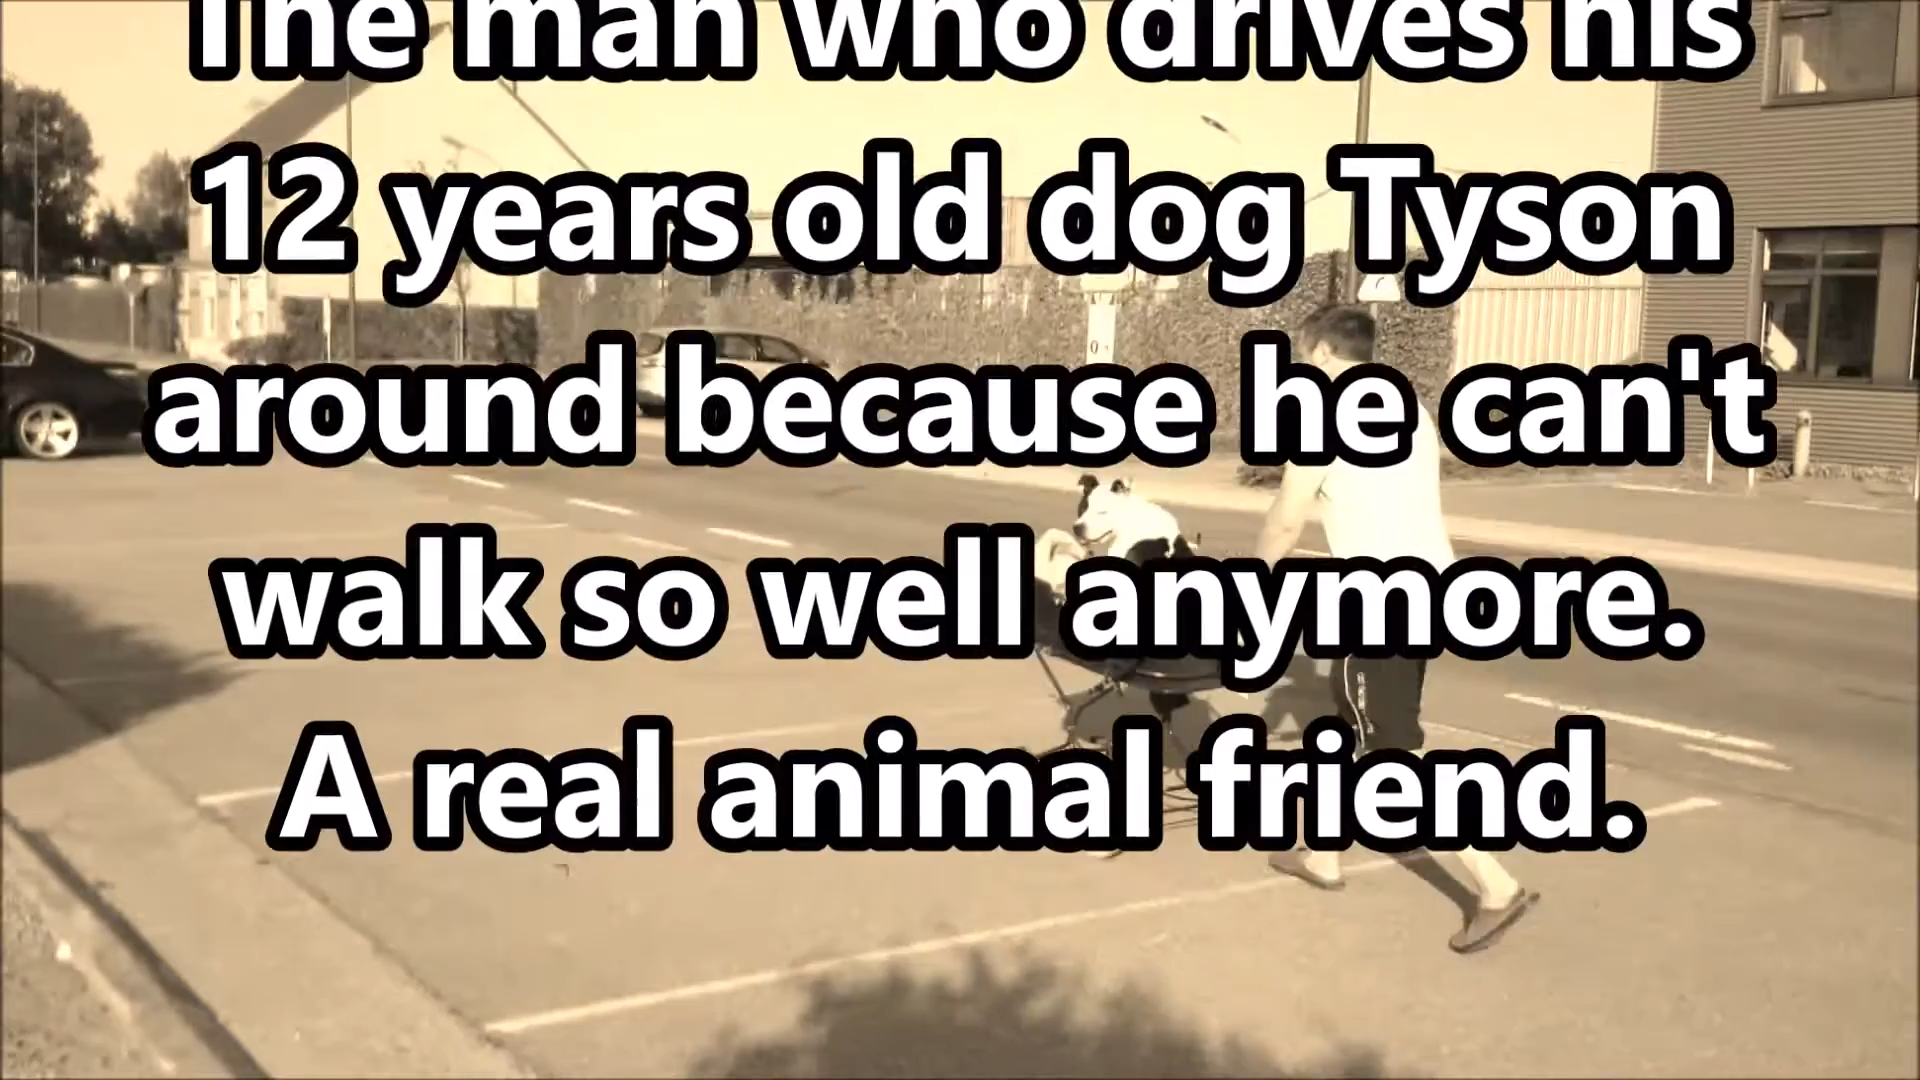 The man who drives his
12 years old dog Tyson
around because he can't
walk so well anymore.
A real animal friend.